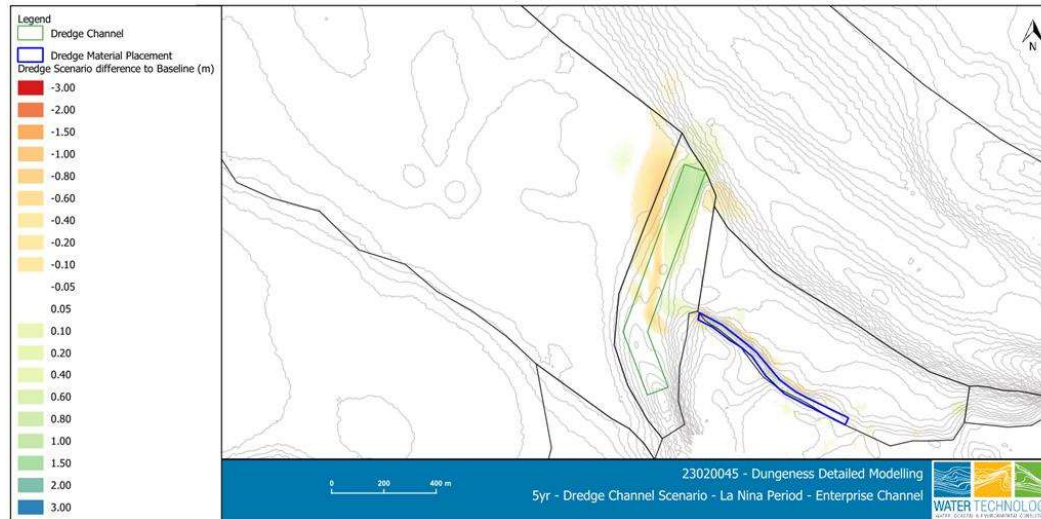 Legend
Dredge Channel
Dredge Material Placement
Dredge Scenario difference to Baseline (m)
-3.00
-2.00
-1.50
-1.00
-0.80
-0.60
-0.40
-0.20
-0.10
-0.05
0.05
0.10
0.20
0.40
0.60
0.80
1.00
1.50
2.00
3.00
N
0 200 400 m
23020045 - Dungeness Detailed Modelling
5yr - Dredge Channel Scenario - La Nina Period - Enterprise Channel
WATER TECHNOLOG
WATER, COASTAL & ENVIRONMENTAL